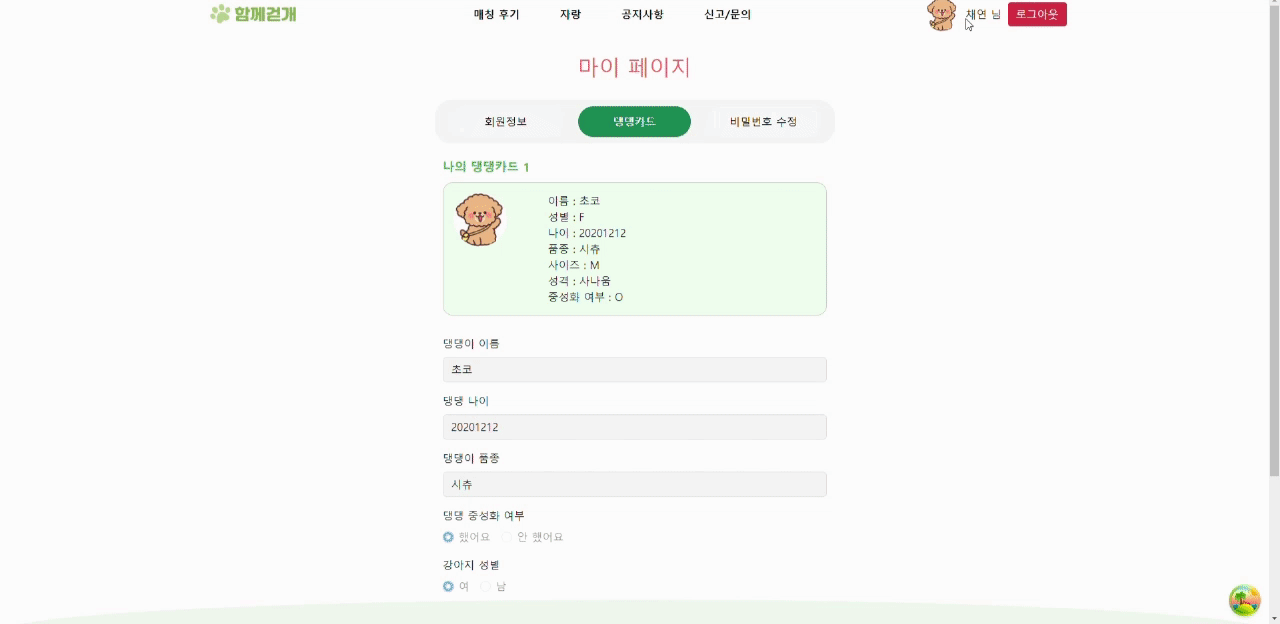 함께걷개
매칭 후기 자랑 공지사항 신고/문의
채연 님 로그아웃
마이 페이지
회원정보 댕댕카드 비밀번호 수정
나의 댕댕카드 1
이름 : 초코
성별 : F
나이 : 20201212
품종 : 시츄
사이즈 : M
성격 : 사나움
중성화 여부 : O
댕댕이 이름
초코
댕댕 나이
20201212
댕댕이 품종
시츄
댕댕 중성화 여부
했어요 안 했어요
강아지 성별
여 남